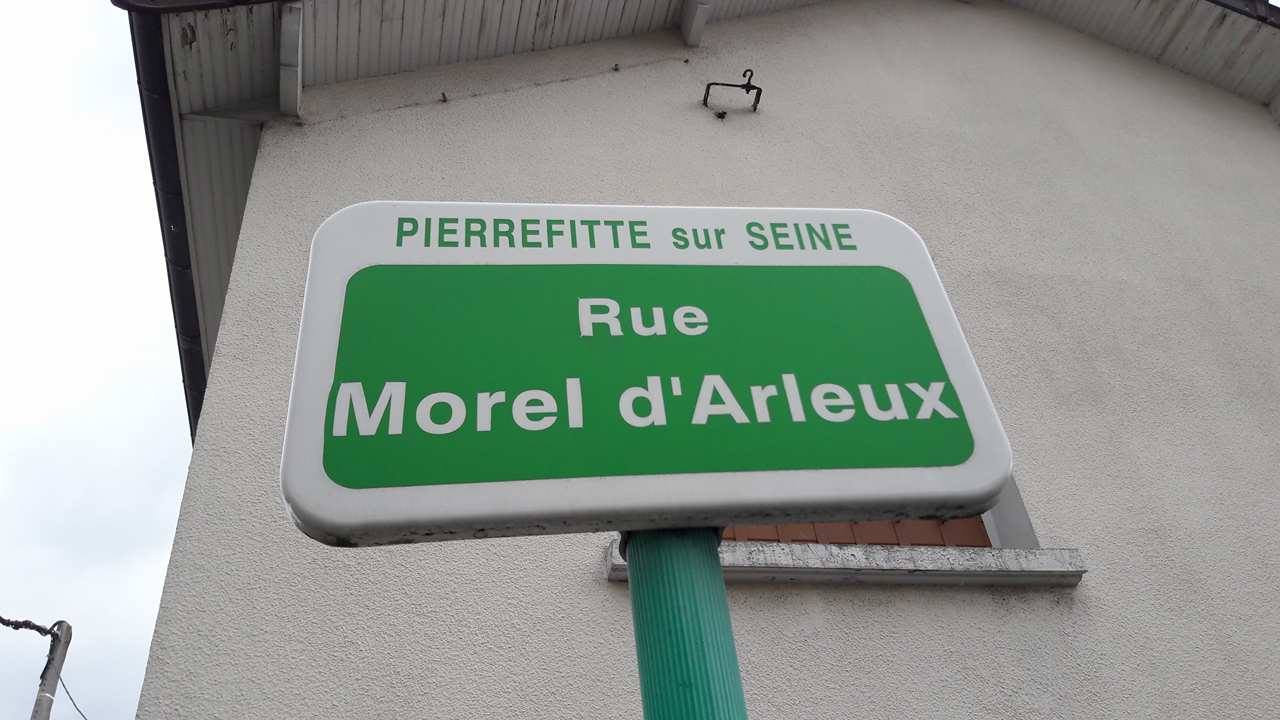 PIERREFITTE sur SEINE
Rue
Morel d'Arleux